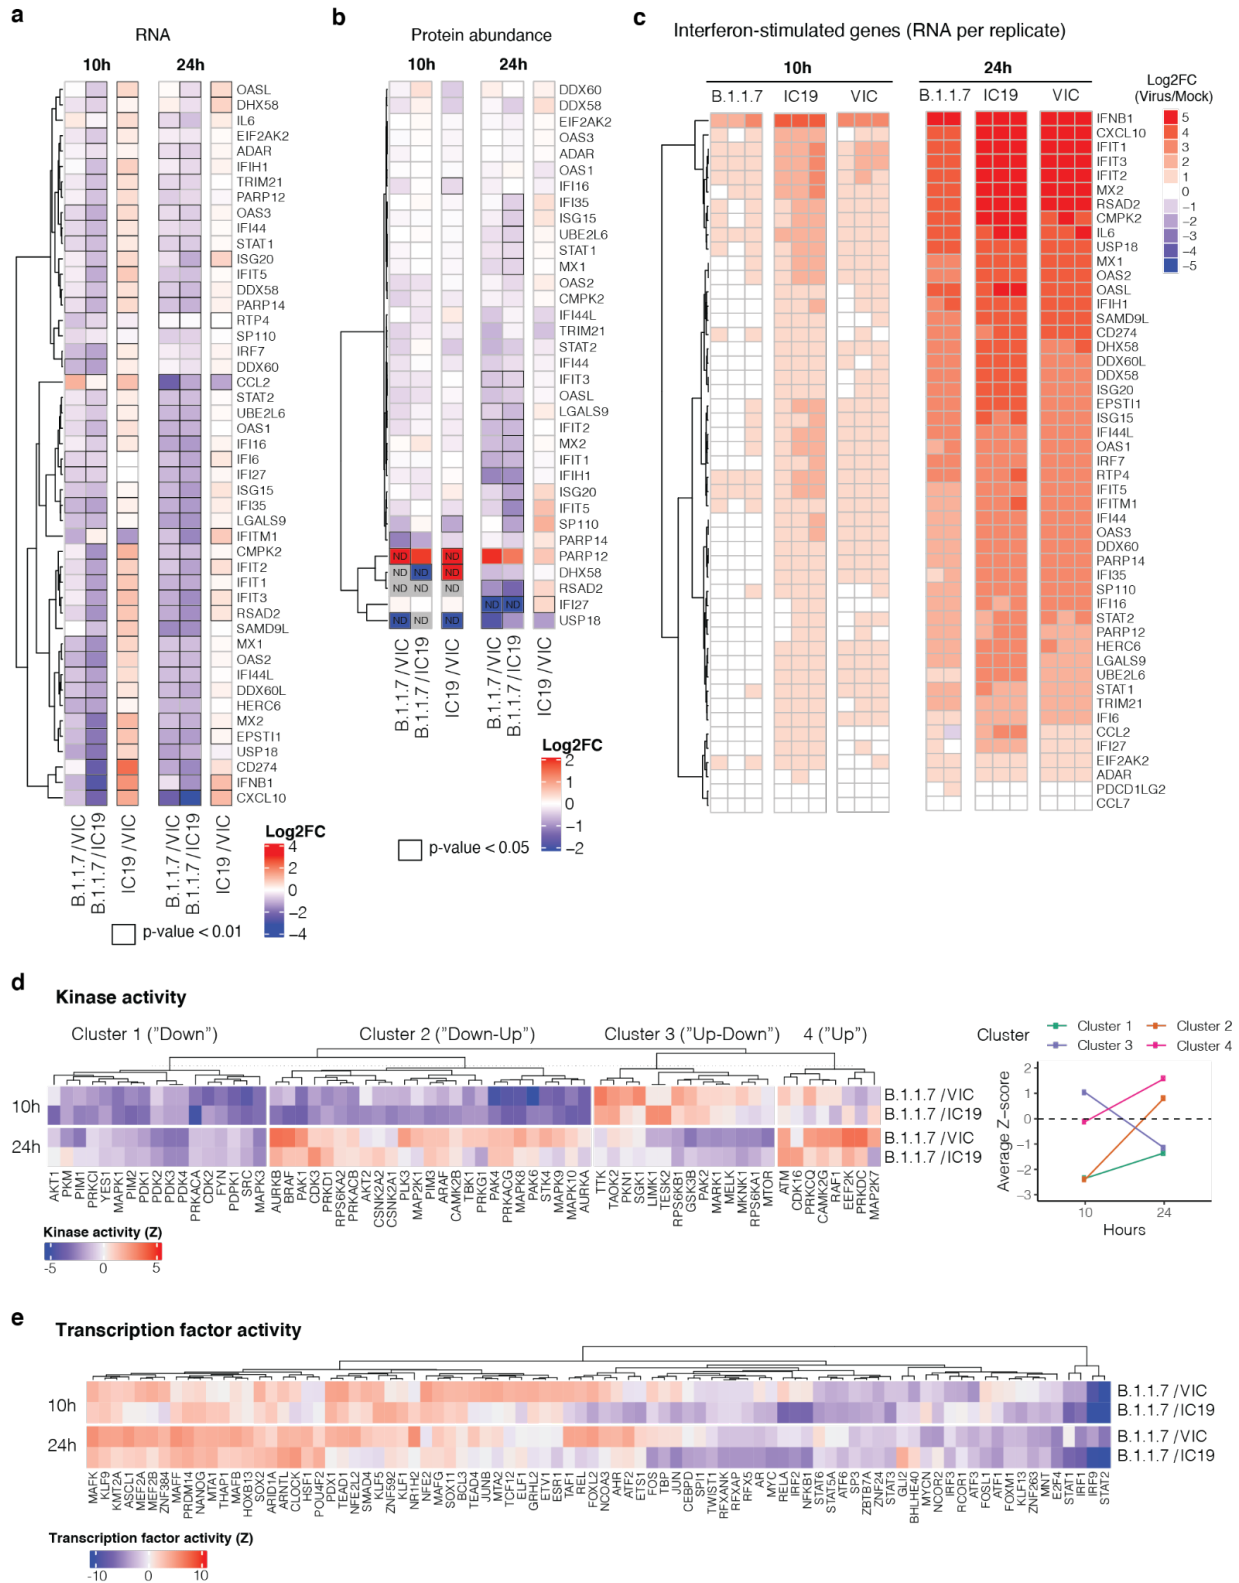 a
RNA
10h 24h
OASL
DHX58
IL6
EIF2AK2
ADAR
IFIH1
TRIM21
PARP12
OAS3
IFI44
STAT1
ISG20
IFIT5
DDX58
PARP14
RTP4
SP110
IRF7
DDX60
CCL2
STAT2
UBE2L6
OAS1
IFI16
IFI6
IFI27
ISG15
IFI35
LGALS9
IFITM1
CMPK2
IFIT2
IFIT1
IFIT3
RSAD2
SAMD9L
MX1
OAS2
IFI44L
DDX60L
HERC6
MX2
EPSTI1
USP18
CD274
IFNB1
CXCL10
B.1.1.7 / VIC
B.1.1.7 / IC19
IC19 / VIC
B.1.1.7 / VIC
B.1.1.7 / IC19
IC19 / VIC
Log2FC
4
2
0
−2
−4
p-value < 0.01
b
Protein abundance
10h 24h
DDX60
DDX58
EIF2AK2
OAS3
ADAR
OAS1
IFI16
IFI35
ISG15
UBE2L6
STAT1
MX1
OAS2
CMPK2
IFI44L
TRIM21
STAT2
IFI44
IFIT3
OASL
LGALS9
IFIT2
MX2
IFIT1
IFIH1
ISG20
IFIT5
SP110
PARP14
ND ND PARP12
ND ND ND DHX58
ND ND ND RSAD2
ND ND IFI27
ND ND ND USP18
B.1.1.7 / VIC
B.1.1.7 / IC19
IC19 / VIC
B.1.1.7 / VIC
B.1.1.7 / IC19
IC19 / VIC
Log2FC
2
1
0
−1
−2
p-value < 0.05
c
Interferon-stimulated genes (RNA per replicate)
10h 24h
B.1.1.7 IC19 VIC B.1.1.7 IC19 VIC
Log2FC
(Virus/Mock)
5
4
3
2
1
0
−1
−2
−3
−4
−5
IFNB1
CXCL10
IFIT1
IFIT3
IFIT2
MX2
RSAD2
CMPK2
IL6
USP18
MX1
OAS2
OASL
IFIH1
SAMD9L
CD274
DHX58
DDX60L
DDX58
ISG20
EPSTI1
ISG15
IFI44L
OAS1
IRF7
RTP4
IFIT5
IFITM1
IFI44
OAS3
DDX60
PARP14
IFI35
SP110
IFI16
STAT2
PARP12
HERC6
LGALS9
UBE2L6
STAT1
TRIM21
IFI6
CCL2
IFI27
EIF2AK2
ADAR
PDCD1LG2
CCL7
d
Kinase activity
Cluster 1 ("Down") Cluster 2 ("Down-Up") Cluster 3 ("Up-Down") 4 ("Up")
10h B.1.1.7 / VIC
B.1.1.7 / IC19
24h B.1.1.7 / VIC
B.1.1.7 / IC19
AKT1 PKM PIM1 PRKCI YES1 MAPK1 PIM2 PDK1 PDK2 PDK3 PDK4 PRKACA CDK2 FYN PDPK1 SRC MAPK3
AURKB BRAF PAK1 CDK3 PRKD1 RPS6KA2 PRKACB AKT2 CSNK2A2 CSNK2A1 PLK3 MAP2K1 PIM3 ARAF CAMK2B TBK1 PRKG1 PAK4 PRKACG MAPK8 PAK6 STK4 MAPK9 MAPK10 AURKA
TTK TAOK2 PKN1 SGK1 LIMK1 TESK2 RPS6KB1 GSK3B PAK2 MARK1 MELK MKNK1 RPS6KA1 MTOR
ATM CDK16 PRKCQ CAMK2G RAF1 EEF2K PRKDC MAP2K7
Kinase activity (Z)
-5 0 5
Cluster
Cluster 1 Cluster 2
Cluster 3 Cluster 4
Average Z−score
2
1
0
−1
−2
−3
10 24
Hours
e
Transcription factor activity
10h B.1.1.7 / VIC
B.1.1.7 / IC19
24h B.1.1.7 / VIC
B.1.1.7 / IC19
MAFK KLF9 KMT2A ASCL1 MEF2A MEF2B ZNF384 MAFF PRDM14 NANOG MTA1 THAP1 MAFB HOXB13 SOX2 ARID1A ARNTL CLOCK HSF1 POU4F2 PDX1 TEAD1 NFE2L2 SMAD4 KLF5 ZNF592 KLF1 NR1H2 NFE2 MAFG SOX11 BCL3 TEAD4 JUNB MTA2 TCF12 ELF1 GRHL2 ETV1 ESR1 TAF1 REL FOXL2 NCOA3 AHR ATF2 ETS1 FOS TBP JUN CEBPD SPI1 TWIST1 RFXANK RFXAP RFX5 AR MYC RELA IRF2 NFKB1 STAT6 STAT5A ATF6 SP3 ZBTB7A ZNF24 STAT3 GLI2 BHLHE40 MYCN NCOR2 IRF3 RCOR1 ATF3 FOSL1 ATF1 FOXM1 KLF13 ZNF263 MNT E2F4 STAT1 IRF1 IRF9 STAT2
Transcription factor activity (Z)
-10 0 10